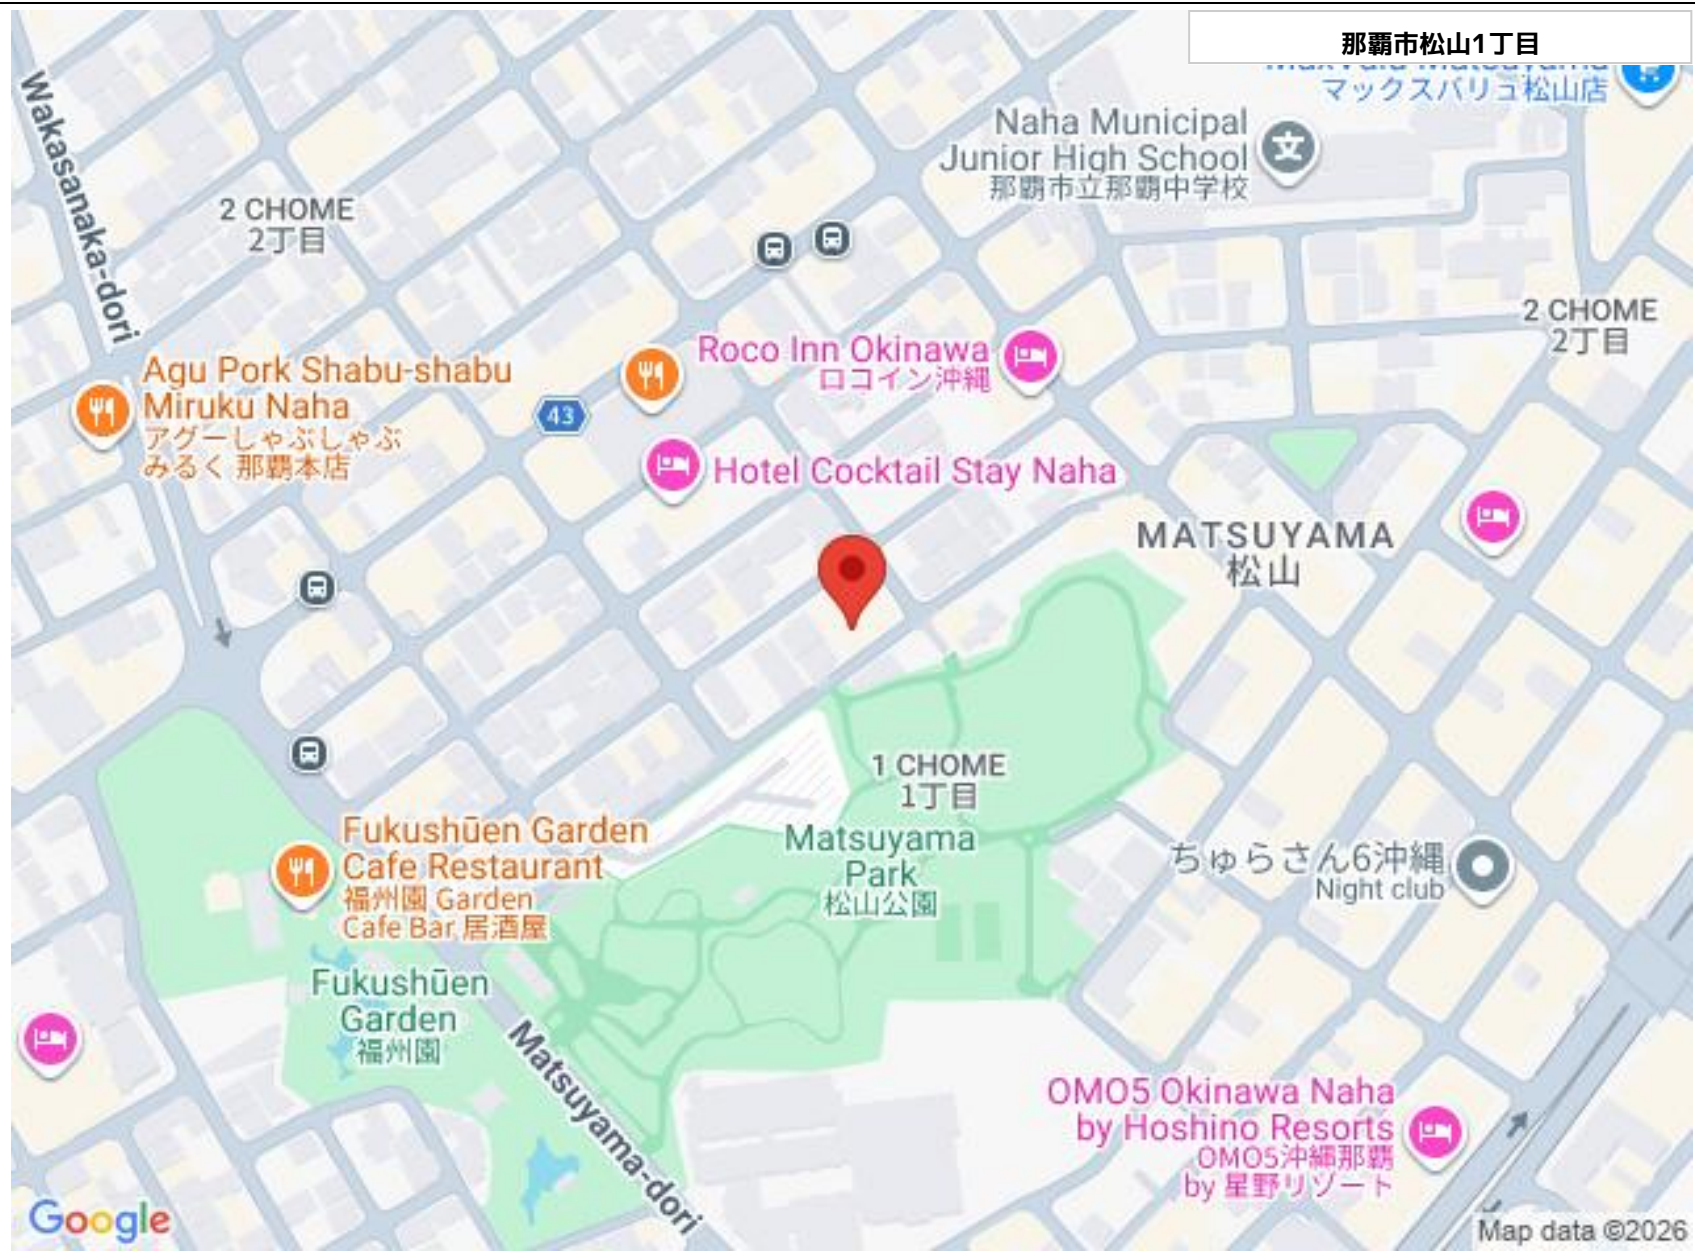 那覇市松山1丁目
マックスバリュ松山店
Naha Municipal
Junior High School
那覇市立那覇中学校
文
Wakasanaka-dori
2 CHOME
2丁目
2 CHOME
2丁目
Roco Inn Okinawa
ロコイン沖縄
Agu Pork Shabu-shabu
Miruku Naha
アグーしゃぶしゃぶ
みるく 那覇本店
43
Hotel Cocktail Stay Naha
MATSUYAMA
松山
1 CHOME
1丁目
Matsuyama
Park
松山公園
Fukushūen Garden
Cafe Restaurant
福州園 Garden
Cafe Bar 居酒屋
ちゅらさん6沖縄
Night club
Fukushūen
Garden
福州園
Matsuyama-dori
OMO5 Okinawa Naha
by Hoshino Resorts
OMO5沖縄那覇
by 星野リゾート
Google
Map data ©2026